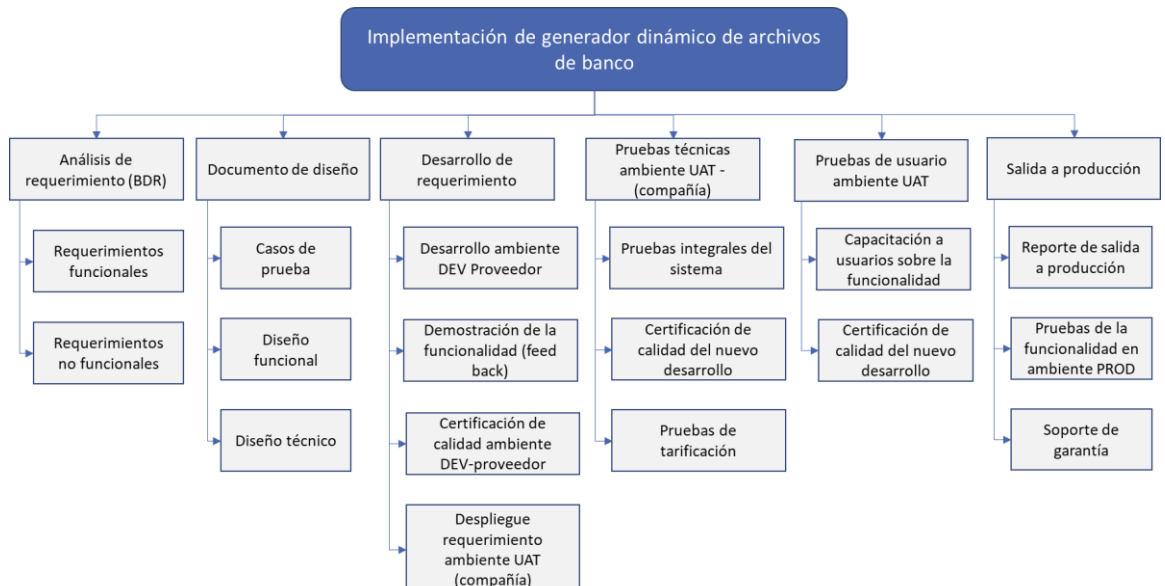 Implementación de generador dinámico de archivos
de banco
Análisis de
requerimiento (BDR)
Requerimientos
funcionales
Requerimientos
no funcionales
Documento de diseño
Casos de
prueba
Diseño
funcional
Diseño técnico
Desarrollo de
requerimiento
Desarrollo ambiente
DEV Proveedor
Demostración de la
funcionalidad (feed
back)
Certificación de
calidad ambiente
DEV-proveedor
Despliegue
requerimiento
ambiente UAT
(compañía)
Pruebas técnicas
ambiente UAT -
(compañía)
Pruebas integrales del
sistema
Certificación de
calidad del nuevo
desarrollo
Pruebas de
tarificación
Pruebas de usuario
ambiente UAT
Capacitación a
usuarios sobre la
funcionalidad
Certificación de
calidad del nuevo
desarrollo
Salida a producción
Reporte de salida
a producción
Pruebas de la
funcionalidad en
ambiente PROD
Soporte de
garantía